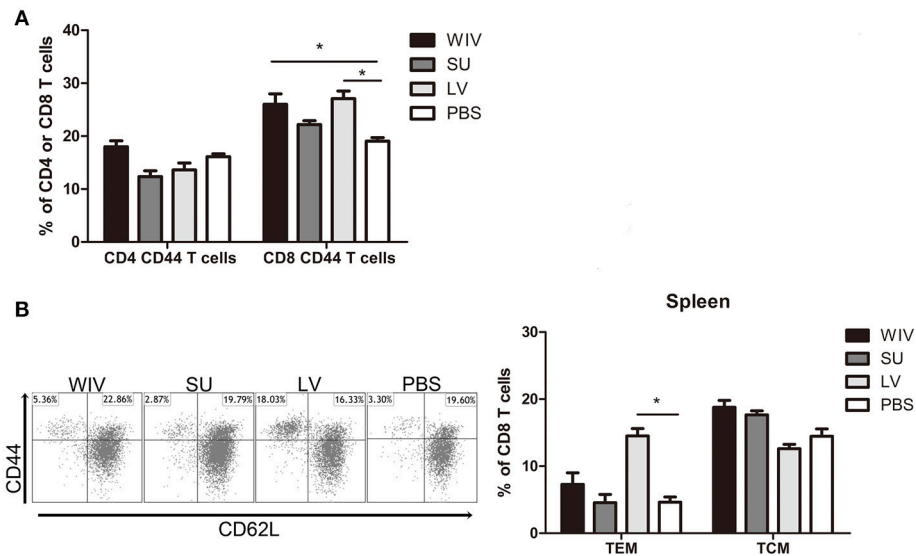 A
% of CD4 or CD8 T cells
40
30
20
10
0
*
*
CD4 CD44 T cells
CD8 CD44 T cells
WIV
SU
LV
PBS
B
WIV
SU
LV
PBS
5.36%
22.86%
2.87%
19.79%
18.03%
16.33%
3.30%
19.60%
CD44
CD62L
Spleen
% of CD8 T cells
30
20
10
0
*
TEM
TCM
WIV
SU
LV
PBS